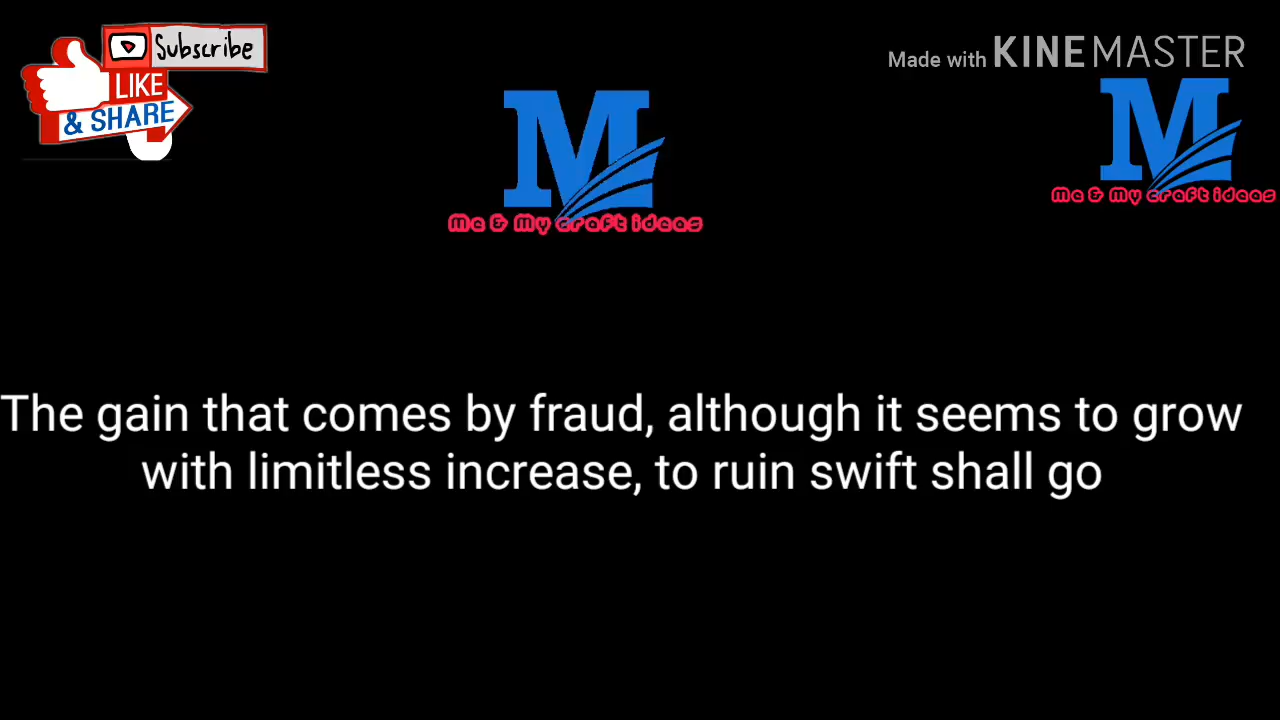 Subscribe
LIKE
& SHARE
Made with KINEMASTER
M
Me & My craft ideas
M
Me & My craft ideas
The gain that comes by fraud, although it seems to grow
with limitless increase, to ruin swift shall go